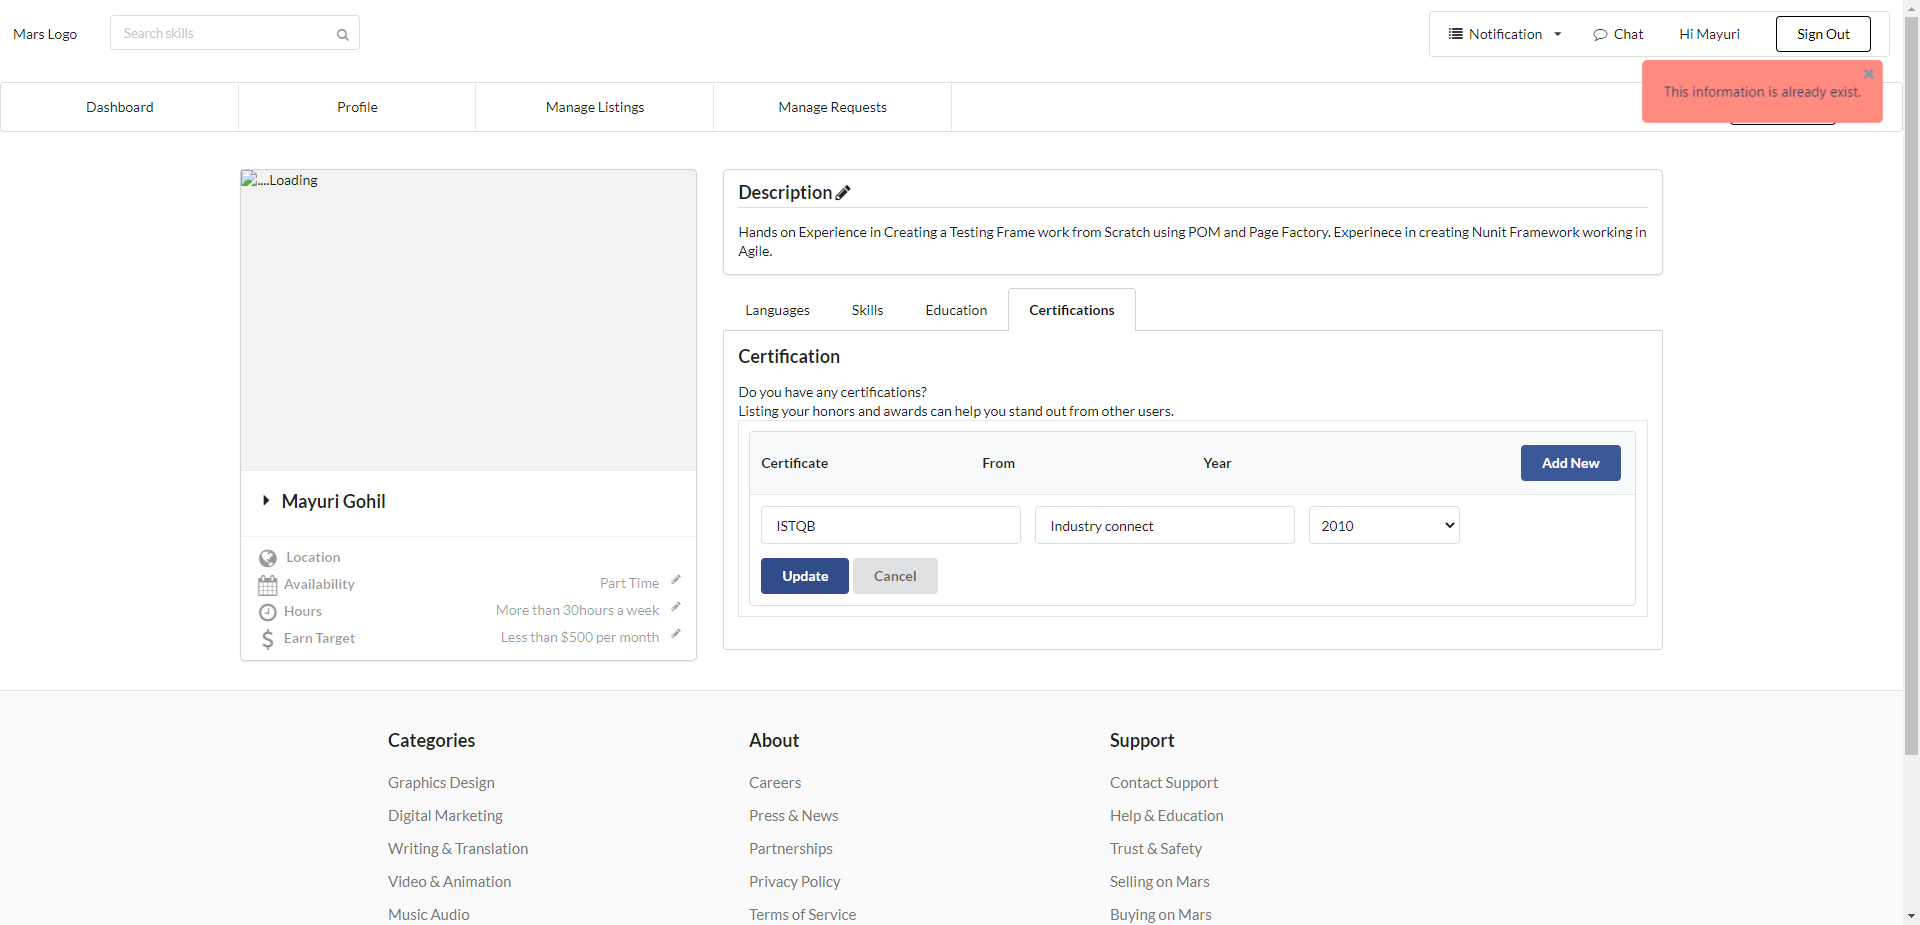 Mars Logo
Search skills
Notification
Chat
Hi Mayuri
Sign Out
This information is already exist.
Dashboard
Profile
Manage Listings
Manage Requests
....Loading
Mayuri Gohil
Location
Availability
Part Time
Hours
More than 30hours a week
Earn Target
Less than $500 per month
Description
Hands on Experience in Creating a Testing Frame work from Scratch using POM and Page Factory. Experinece in creating Nunit Framework working in
Agile.
Languages
Skills
Education
Certifications
Certification
Do you have any certifications?
Listing your honors and awards can help you stand out from other users.
Certificate
From
Year
Add New
ISTQB
Industry connect
2010
Update
Cancel
Categories
Graphics Design
Digital Marketing
Writing & Translation
Video & Animation
Music Audio
About
Careers
Press & News
Partnerships
Privacy Policy
Terms of Service
Support
Contact Support
Help & Education
Trust & Safety
Selling on Mars
Buying on Mars